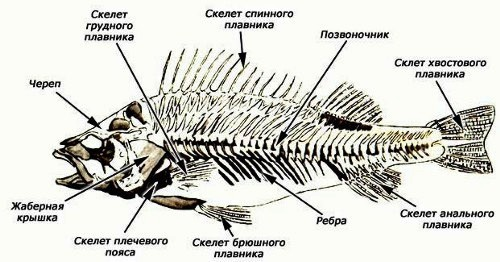 Скелет
грудного
плавника
Скелет спинного
плавника
Позвоночник
Склет хвостового
плавника
Череп
Жаберная
крышка
Скелет плечевого
пояса
Скелет брюшного
плавника
Ребра
Скелет анального
плавника